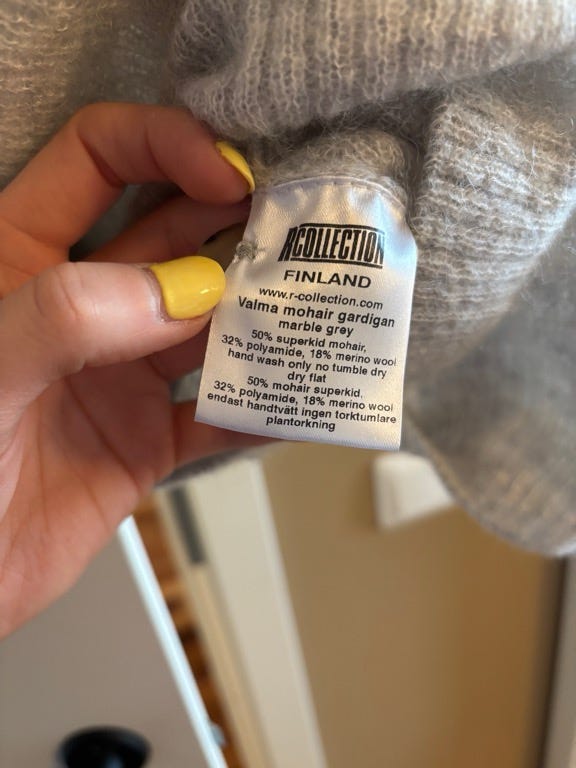 RCOLLECTION
FINLAND
www.r-collection.com
Valma mohair gardigan
marble grey
50% superkid mohair,
32% polyamide, 18% merino wool
hand wash only no tumble dry
dry flat
50% mohair superkid,
32% polyamide, 18% merino wool
endast handtvätt ingen torktumlare
plantorkning